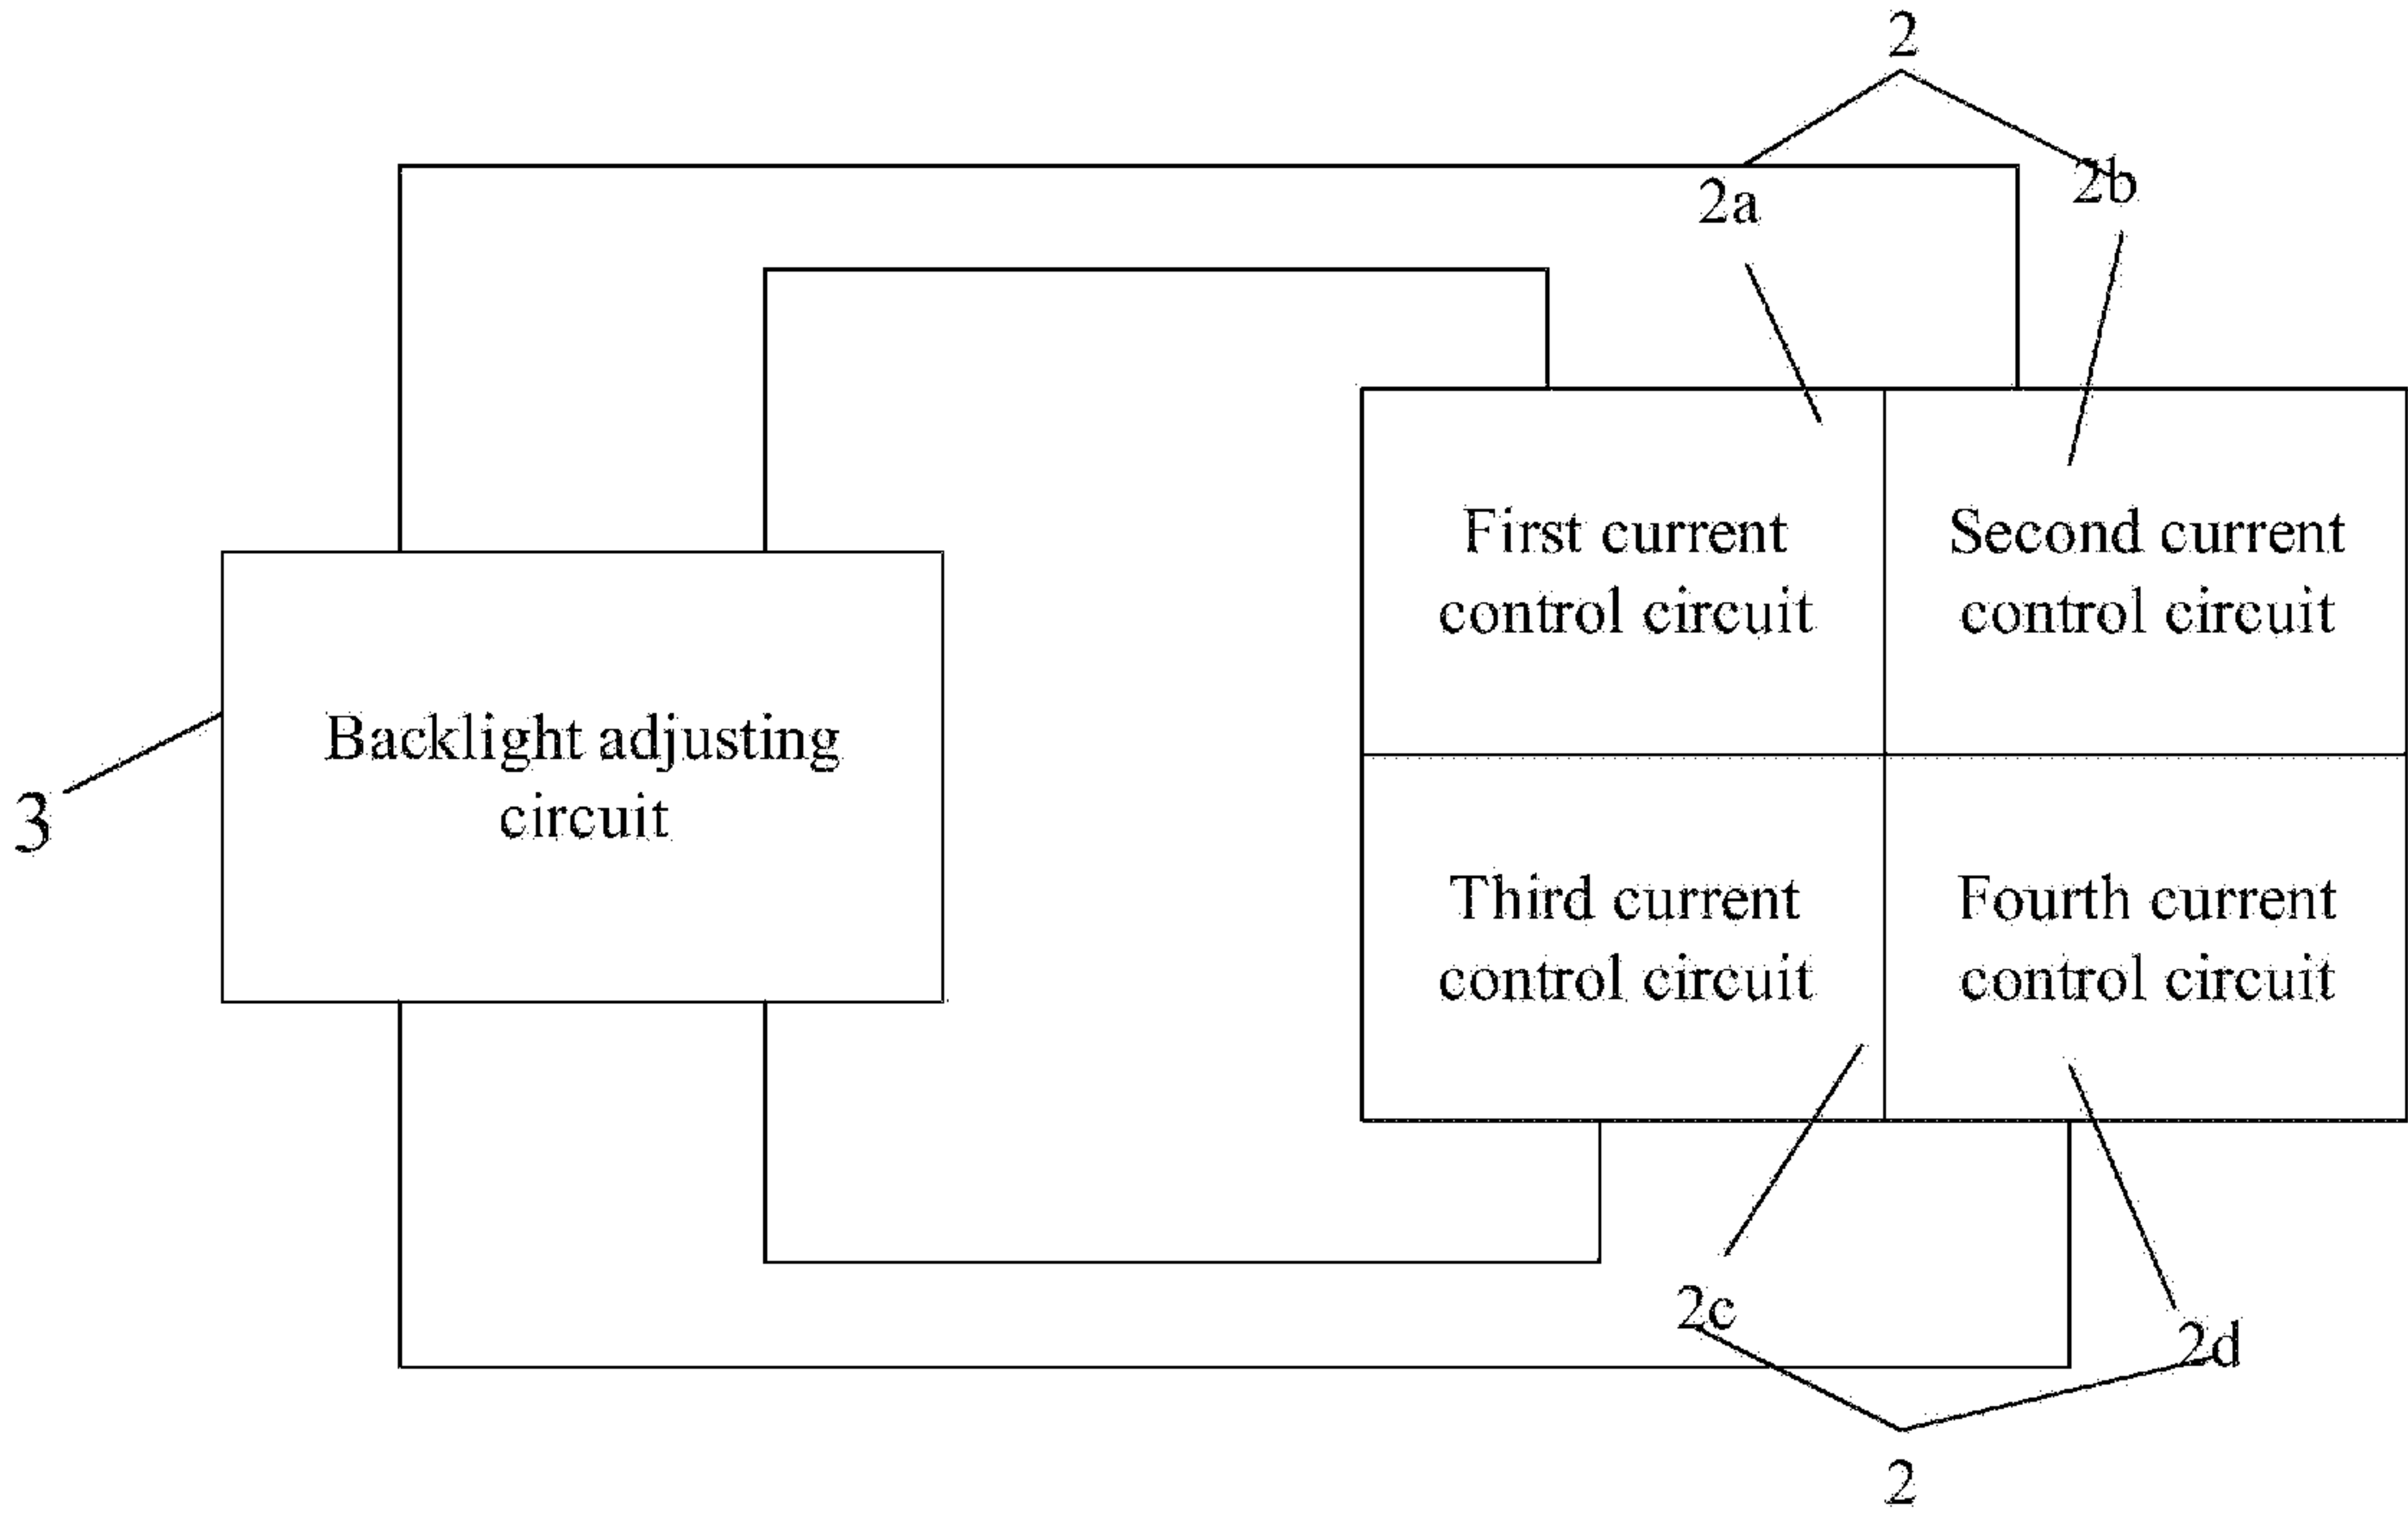 2
2a
2b
First current
control circuit
Second current
control circuit
Backlight adjusting
circuit
3
Third current
control circuit
Fourth current
control circuit
2c
2d
2